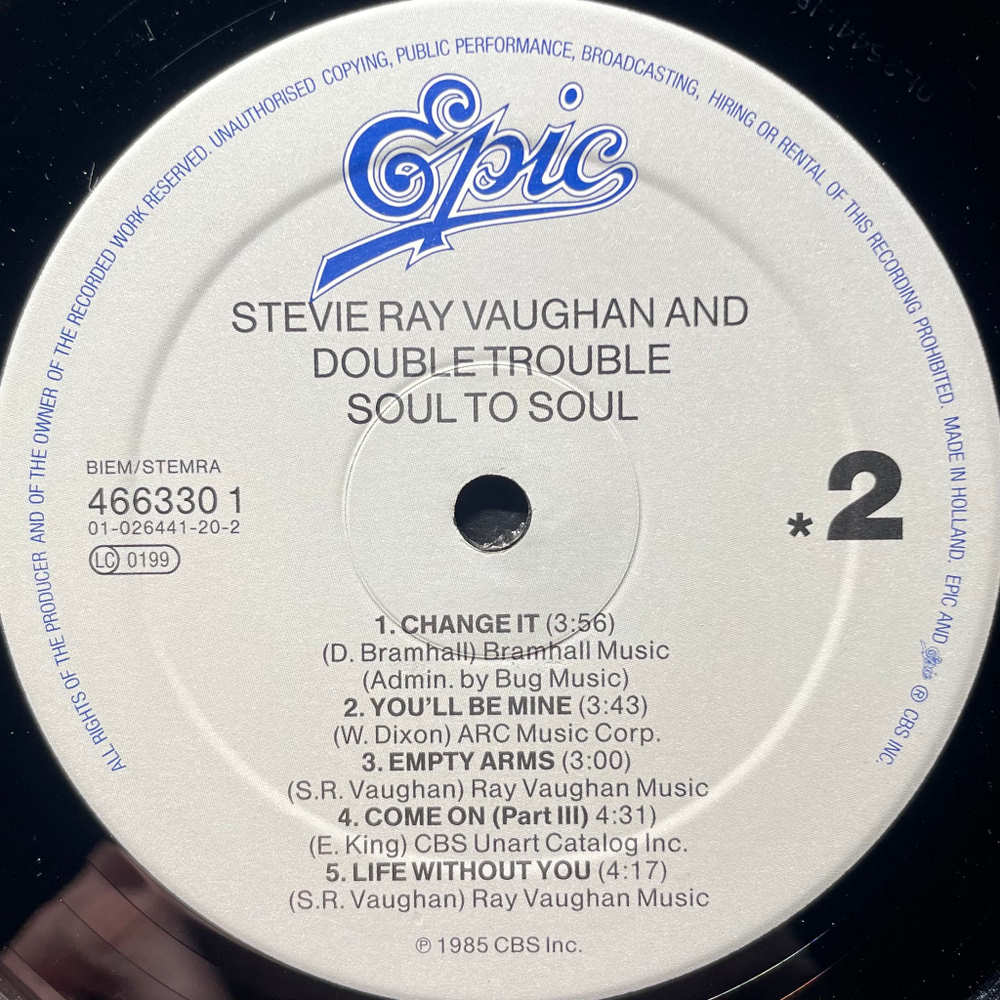 ALL RIGHTS OF THE PRODUCER AND OF THE OWNER OF THE RECORDED WORK RESERVED. UNAUTHORISED COPYING, PUBLIC PERFORMANCE, BROADCASTING, HIRING OR RENTAL OF THIS RECORDING PROHIBITED. MADE IN HOLLAND. EPIC AND Epic ® CBS INC.
Epic
STEVIE RAY VAUGHAN AND
DOUBLE TROUBLE
SOUL TO SOUL
BIEM/STEMRA
466330 1
01-026441-20-2
LC 0199
*2
1. CHANGE IT (3:56)
(D. Bramhall) Bramhall Music
(Admin. by Bug Music)
2. YOU'LL BE MINE (3:43)
(W. Dixon) ARC Music Corp.
3. EMPTY ARMS (3:00)
(S.R. Vaughan) Ray Vaughan Music
4. COME ON (Part III) 4:31)
(E. King) CBS Unart Catalog Inc.
5. LIFE WITHOUT YOU (4:17)
(S.R. Vaughan) Ray Vaughan Music
℗ 1985 CBS Inc.